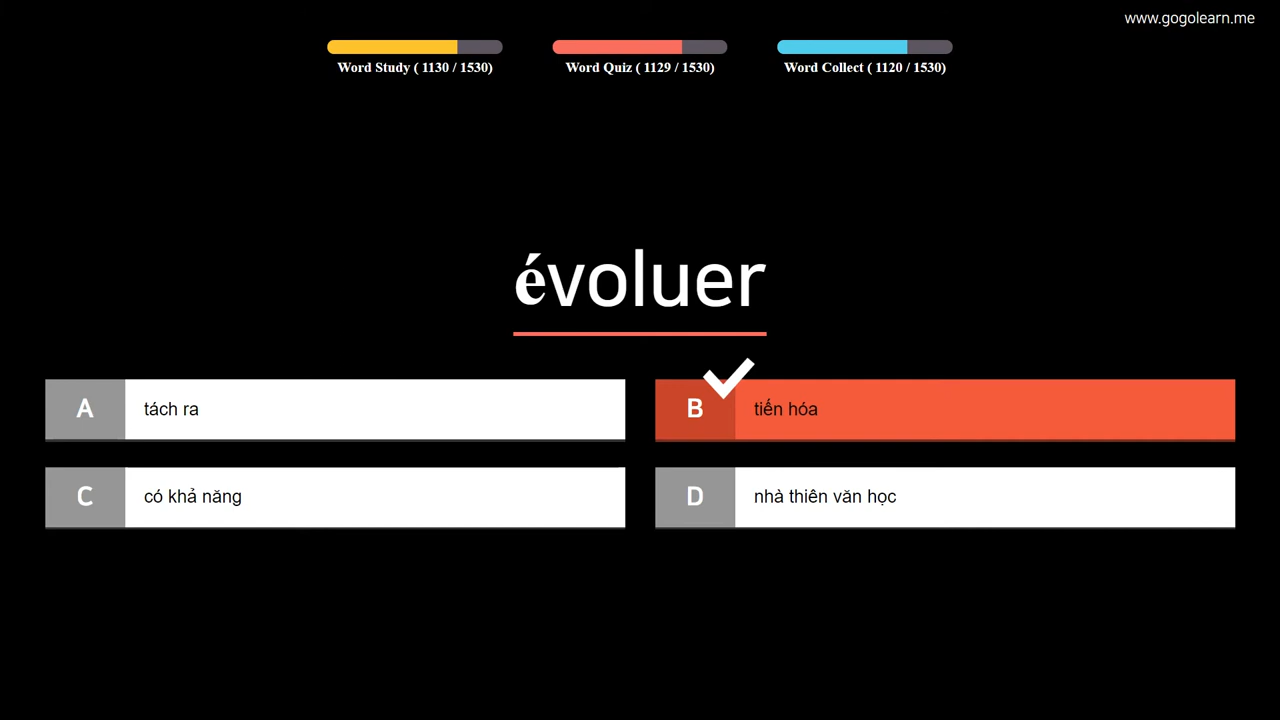 www.gogolearn.me
Word Study ( 1130 / 1530) Word Quiz ( 1129 / 1530) Word Collect ( 1120 / 1530)
évoluer
A tách ra
B tiến hóa
C có khả năng
D nhà thiên văn học